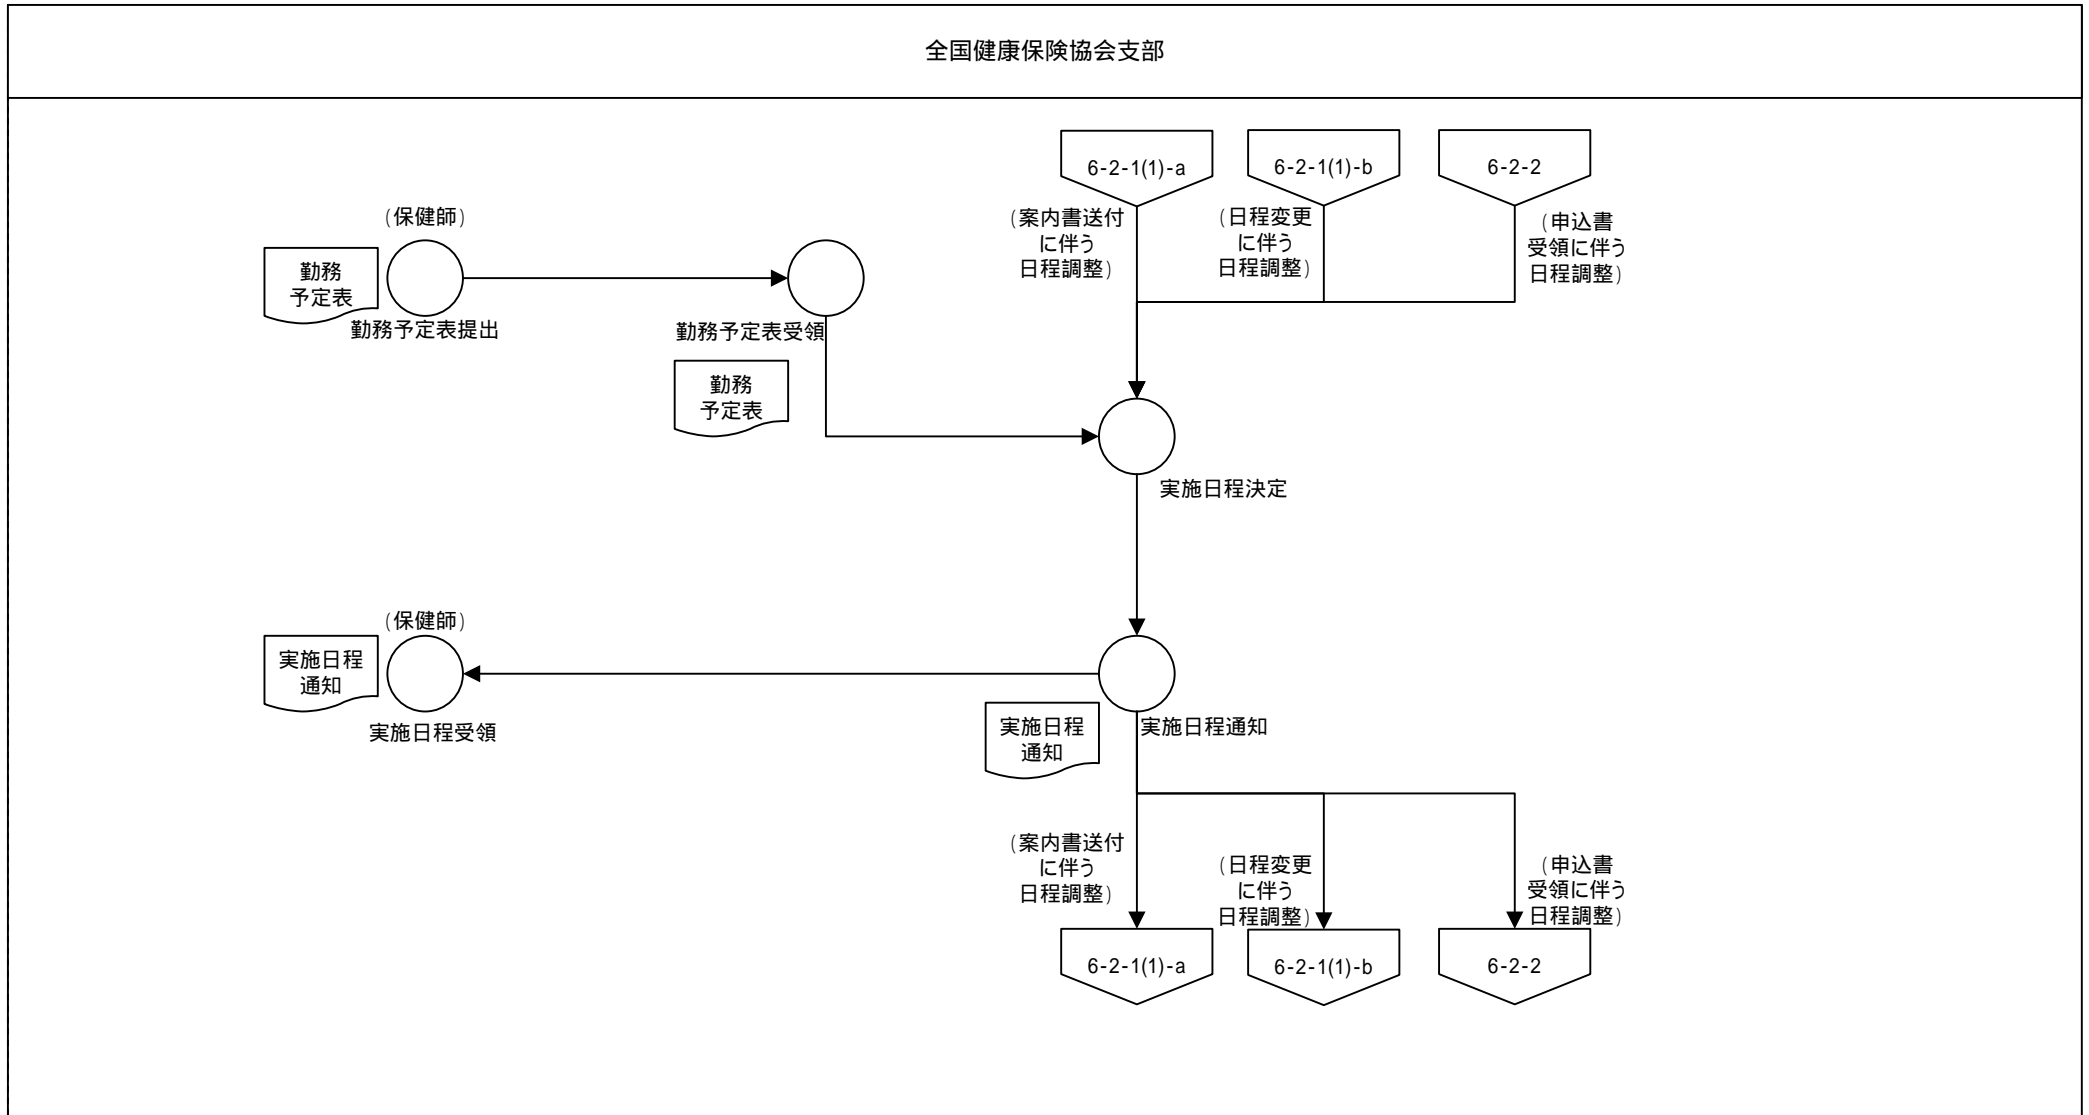 全国健康保険協会支部
6-2-1(1)-a
6-2-1(1)-b
6-2-2
（案内書送付
に伴う
日程調整）
（日程変更
に伴う
日程調整）
（申込書
受領に伴う
日程調整）
（保健師）
勤務
予定表
勤務予定表提出
勤務予定表受領
勤務
予定表
実施日程決定
（保健師）
実施日程
通知
実施日程受領
実施日程
通知
実施日程通知
（案内書送付
に伴う
日程調整）
（日程変更
に伴う
日程調整）
（申込書
受領に伴う
日程調整）
6-2-1(1)-a
6-2-1(1)-b
6-2-2